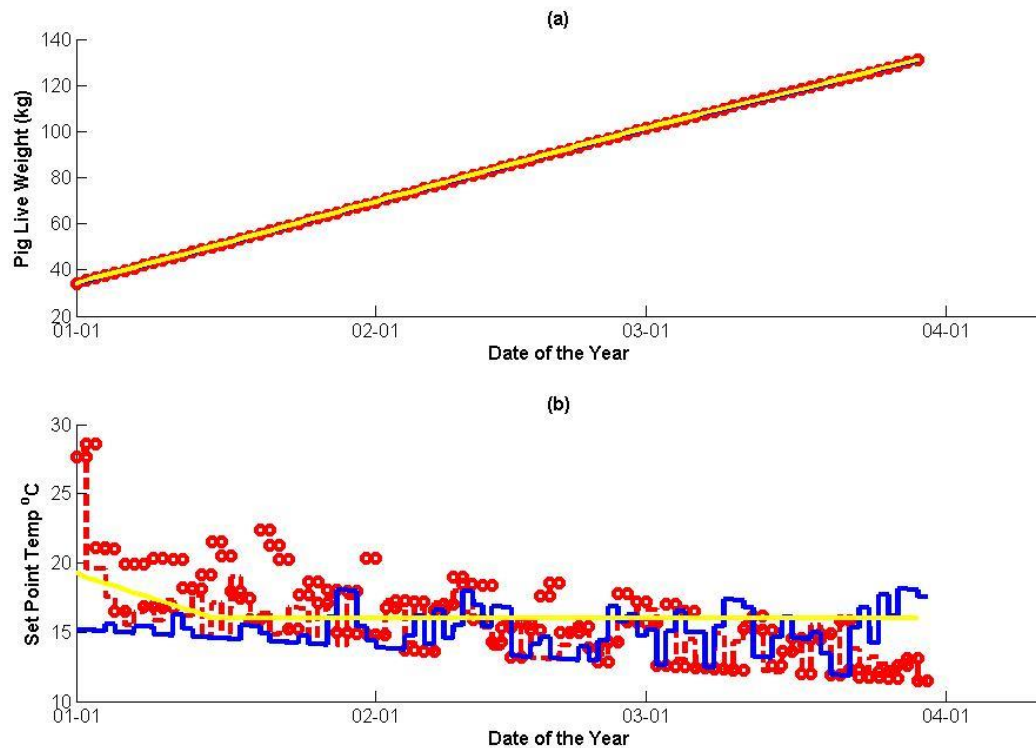 (a)
140
120
100
80
60
40
20
Pig Live Weight (kg)
01-01 02-01 03-01 04-01
Date of the Year
(b)
30
25
20
15
10
Set Point Temp ⁰C
01-01 02-01 03-01 04-01
Date of the Year